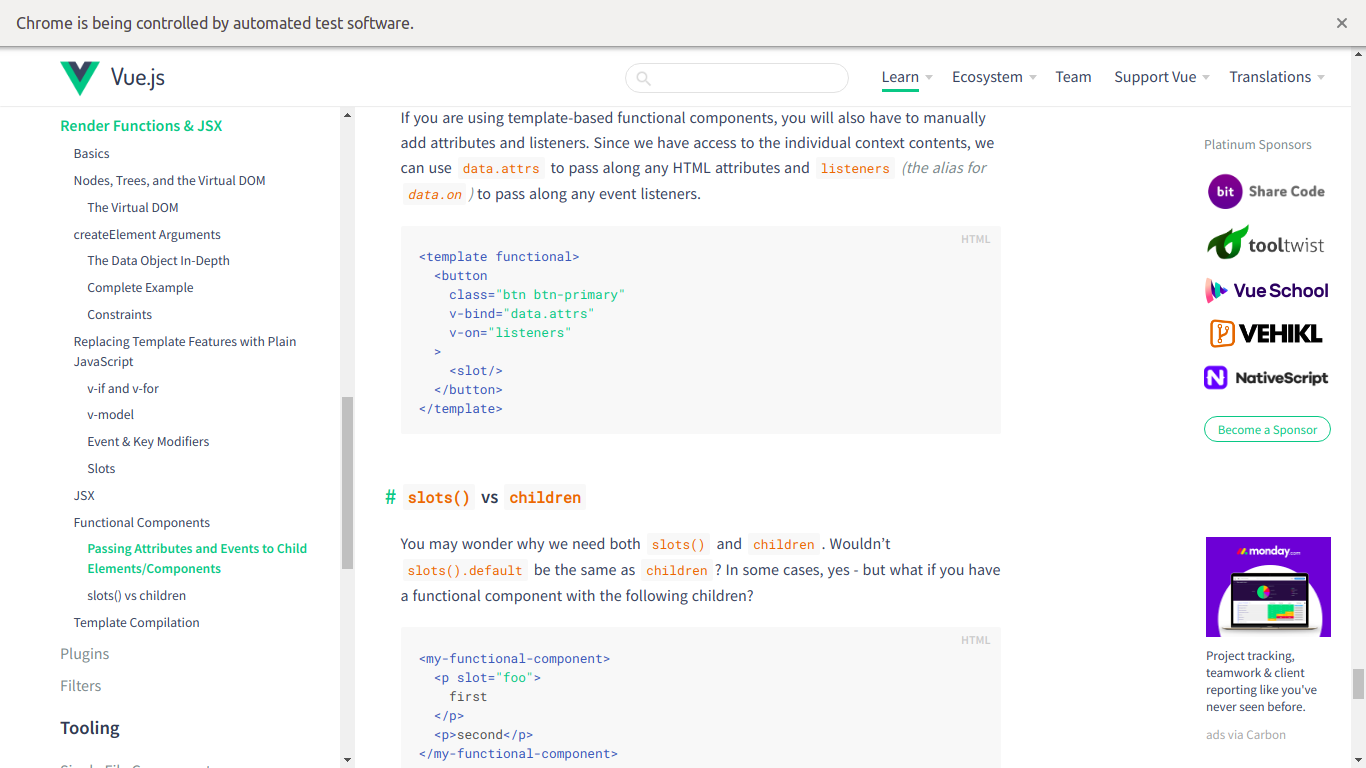 Chrome is being controlled by automated test software.
Vue.js
Learn
Ecosystem
Team
Support Vue
Translations
Render Functions & JSX
Basics
Nodes, Trees, and the Virtual DOM
The Virtual DOM
createElement Arguments
The Data Object In-Depth
Complete Example
Constraints
Replacing Template Features with Plain
JavaScript
v-if and v-for
v-model
Event & Key Modifiers
Slots
JSX
Functional Components
Passing Attributes and Events to Child
Elements/Components
slots() vs children
Template Compilation
Plugins
Filters
Tooling
If you are using template-based functional components, you will also have to manually
add attributes and listeners. Since we have access to the individual context contents, we
can use data.attrs to pass along any HTML attributes and listeners (the alias for
data.on ) to pass along any event listeners.
HTML
<template functional>
<button
class="btn btn-primary"
v-bind="data.attrs"
v-on="listeners"
>
<slot/>
</button>
</template>
# slots() vs children
You may wonder why we need both slots() and children . Wouldn’t
slots().default be the same as children ? In some cases, yes - but what if you have
a functional component with the following children?
HTML
<my-functional-component>
<p slot="foo">
first
</p>
<p>second</p>
</my-functional-component>
Platinum Sponsors
bit Share Code
tooltwist
Vue School
VEHIKL
N NativeScript
Become a Sponsor
monday.com
Project tracking,
teamwork & client
reporting like you've
never seen before.
ads via Carbon